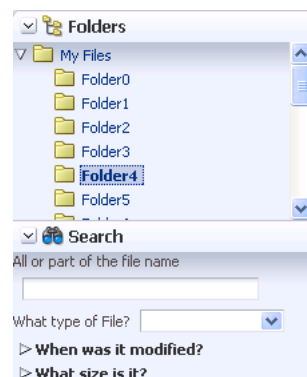 Folders
My Files
Folder0
Folder1
Folder2
Folder3
Folder4
Folder5
Search
All or part of the file name
What type of File?
When was it modified?
What size is it?